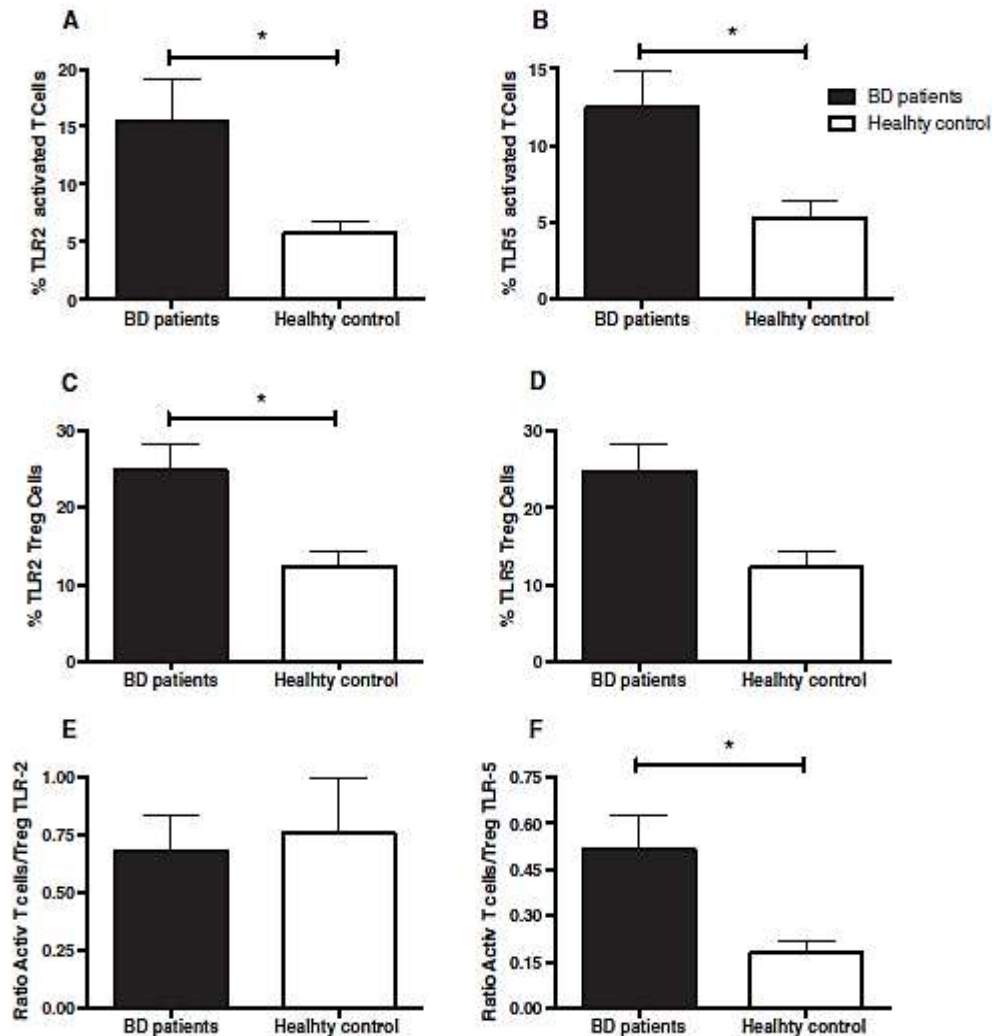 A
*
20
15
10
5
0
% TLR2 activated T Cells
BD patients
Healhty control
B
*
15
10
5
0
% TLR5 activated T Cells
BD patients
Healhty control
BD patients
Healhty control
C
*
30
20
10
0
% TLR2 Treg Cells
BD patients
Healhty control
D
30
20
10
0
% TLR5 Treg Cells
BD patients
Healhty control
E
1.00
0.75
0.50
0.25
0.00
Ratio Activ T cells/Treg TLR-2
BD patients
Healhty control
F
*
0.75
0.60
0.45
0.30
0.15
0.00
Ratio Activ T cells/Treg TLR-5
BD patients
Healhty control